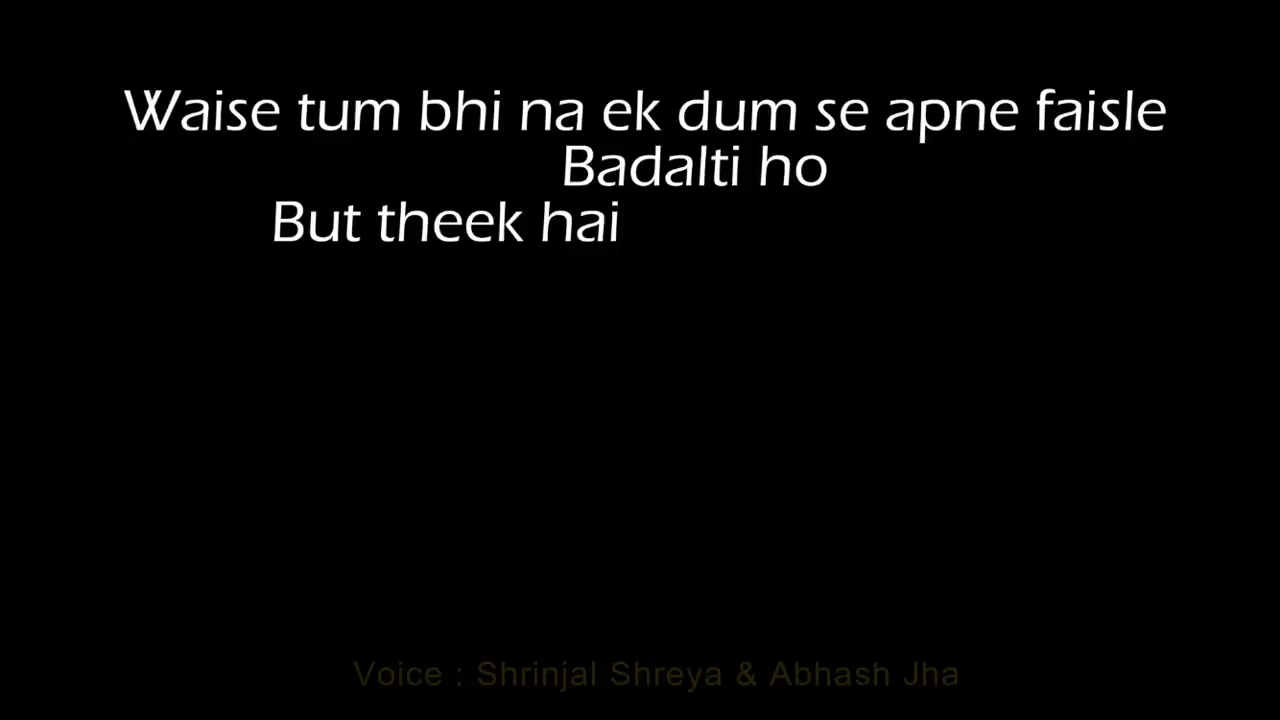 Waise tum bhi na ek dum se apne faisle
Badalti ho
But theek hai
Voice : Shrinjal Shreya & Abhash Jha